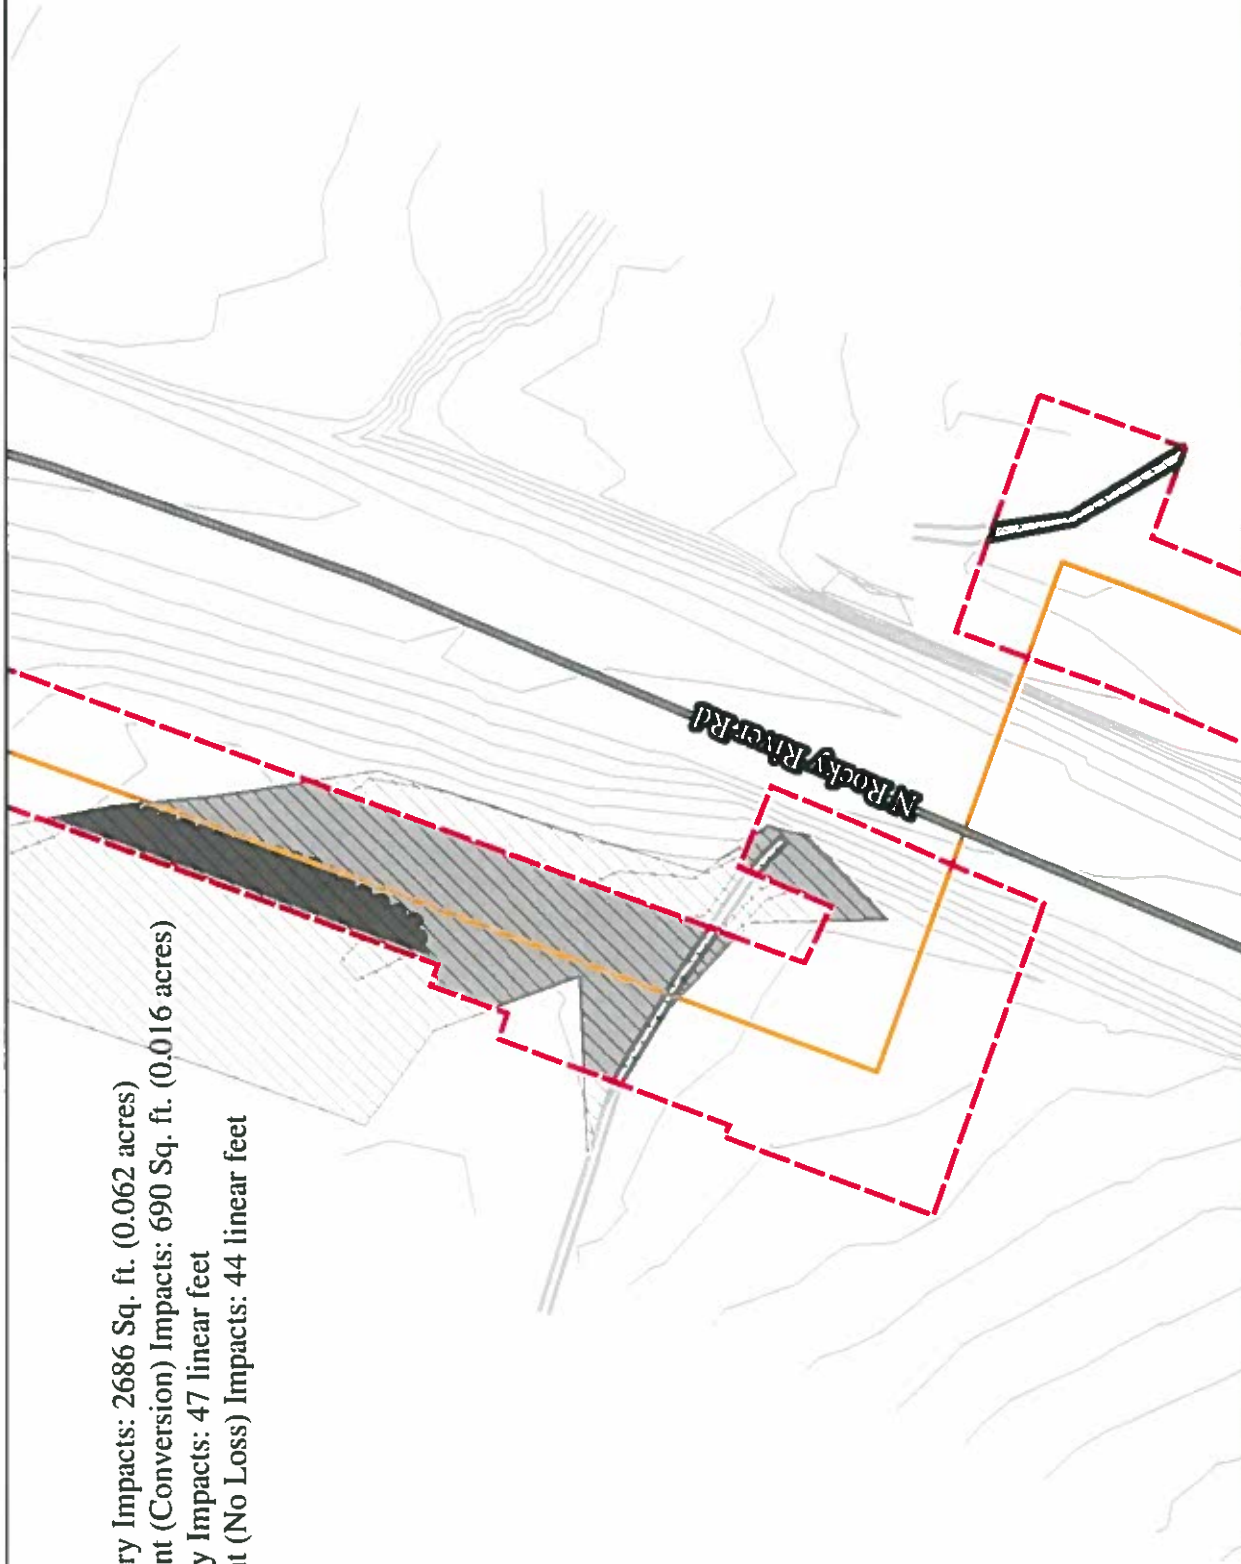 ry Impacts: 2686 Sq. ft. (0.062 acres)
nt (Conversion) Impacts: 690 Sq. ft. (0.016 acres)
y Impacts: 47 linear feet
t (No Loss) Impacts: 44 linear feet
N Rocky River Rd